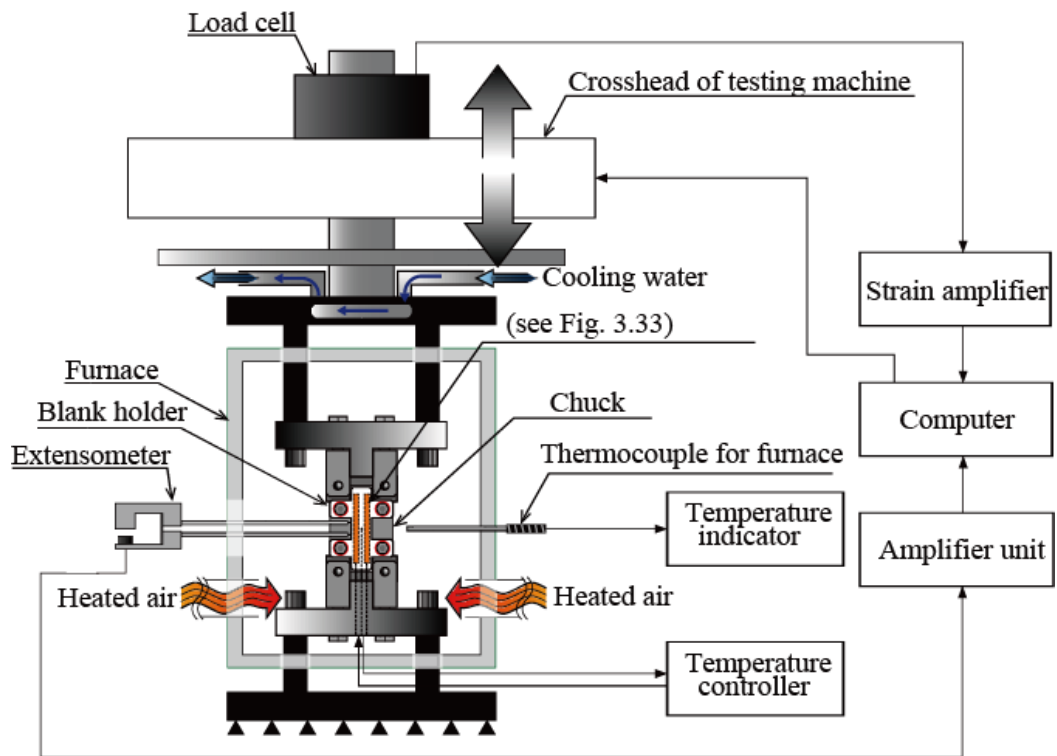 Load cell
Crosshead of testing machine
Cooling water
Strain amplifier
(see Fig. 3.33)
Furnace
Blank holder
Chuck
Computer
Extensometer
Thermocouple for furnace
Temperature
indicator
Amplifier unit
Heated air
Heated air
Temperature
controller